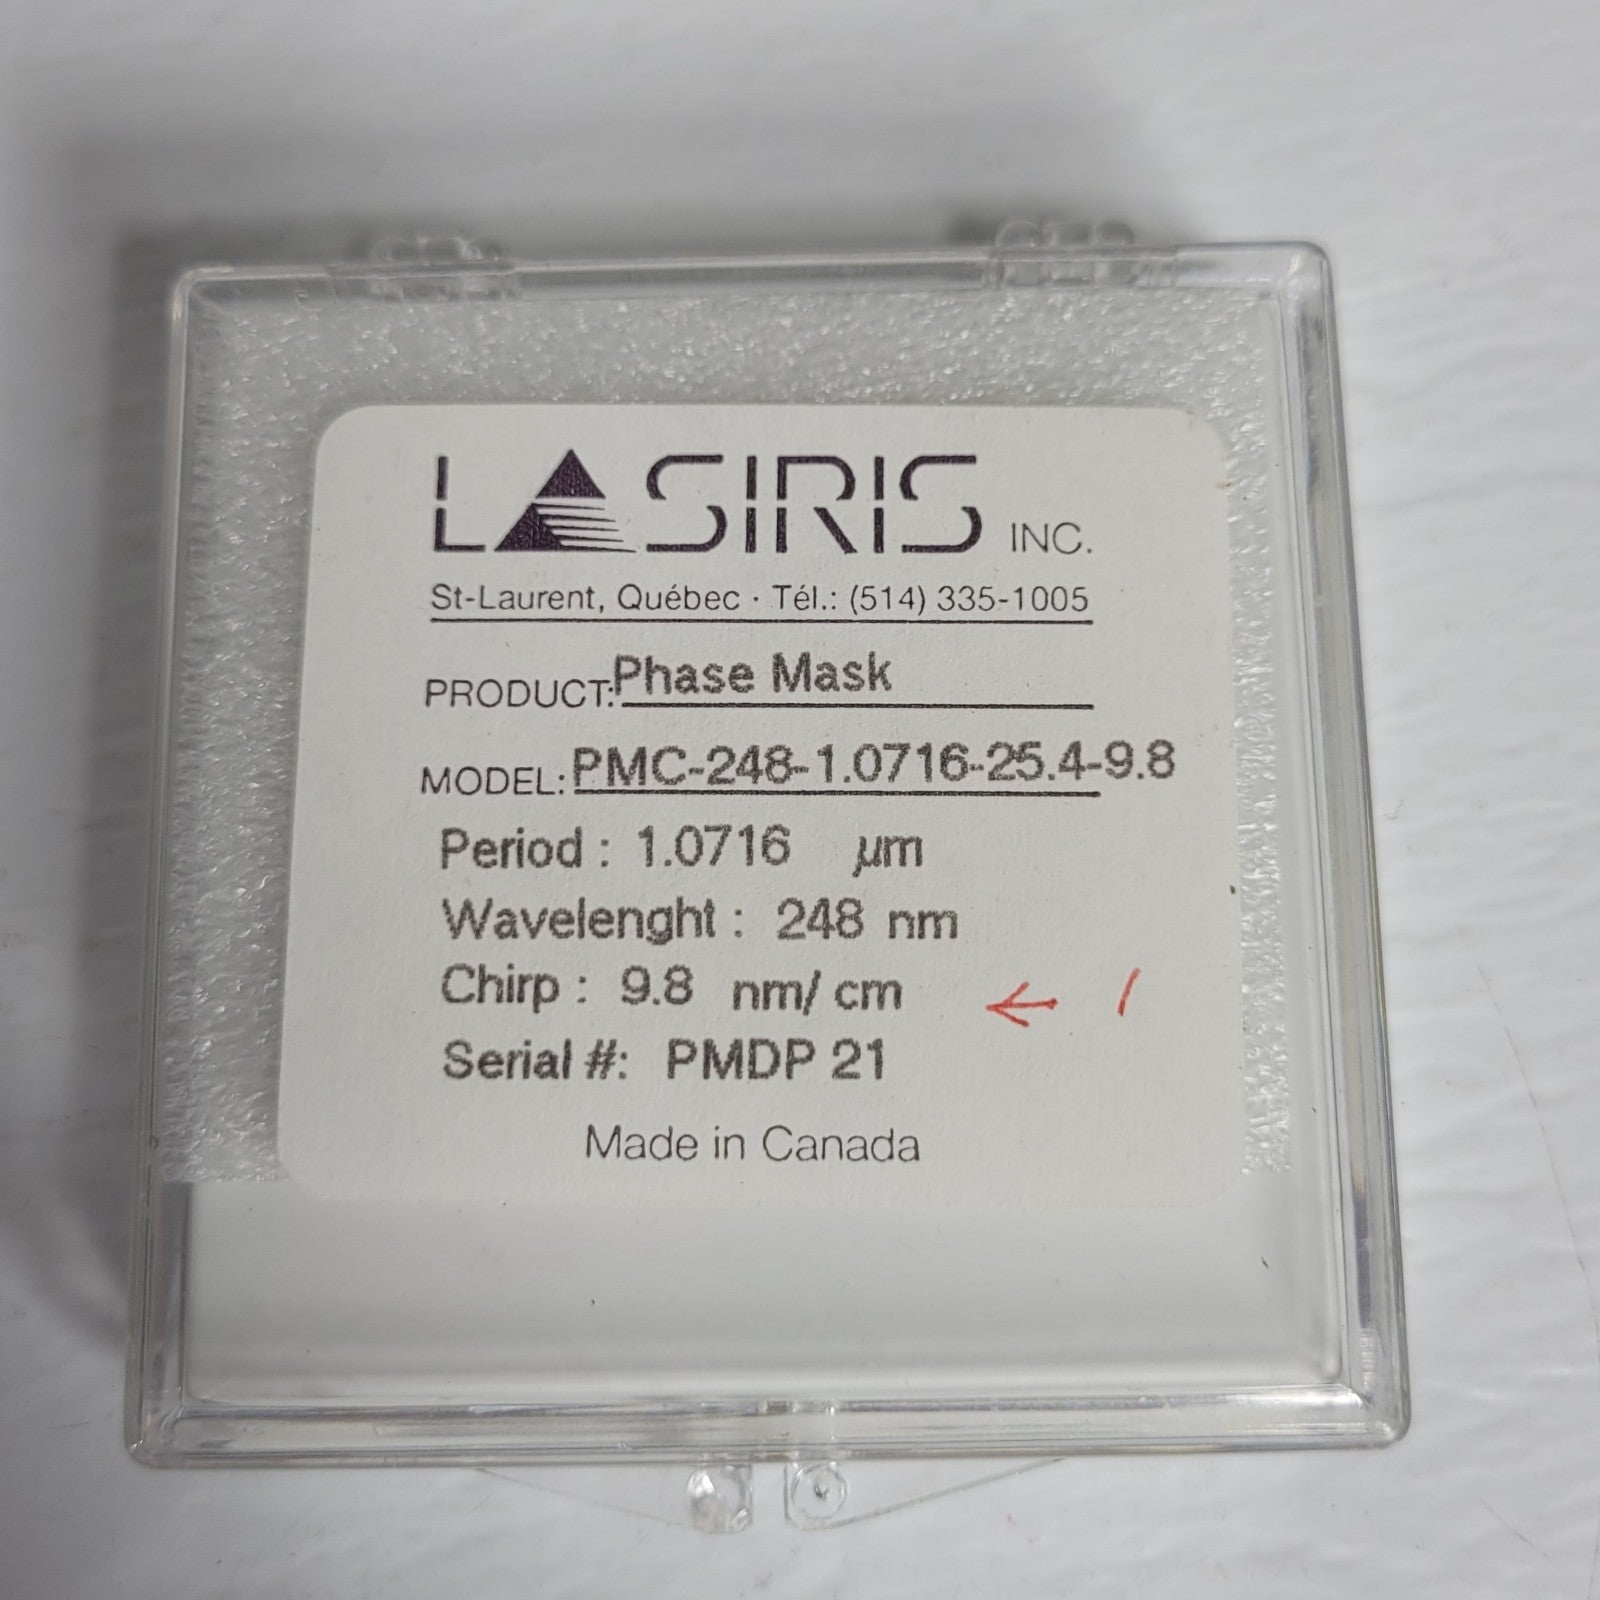 LASIRIS INC.
St-Laurent, Québec · Tél.: (514) 335-1005
PRODUCT: Phase Mask
MODEL: PMC-248-1.0716-25.4-9.8
Period : 1.0716 µm
Wavelenght : 248 nm
Chirp : 9.8 nm/ cm ← /
Serial #: PMDP 21
Made in Canada